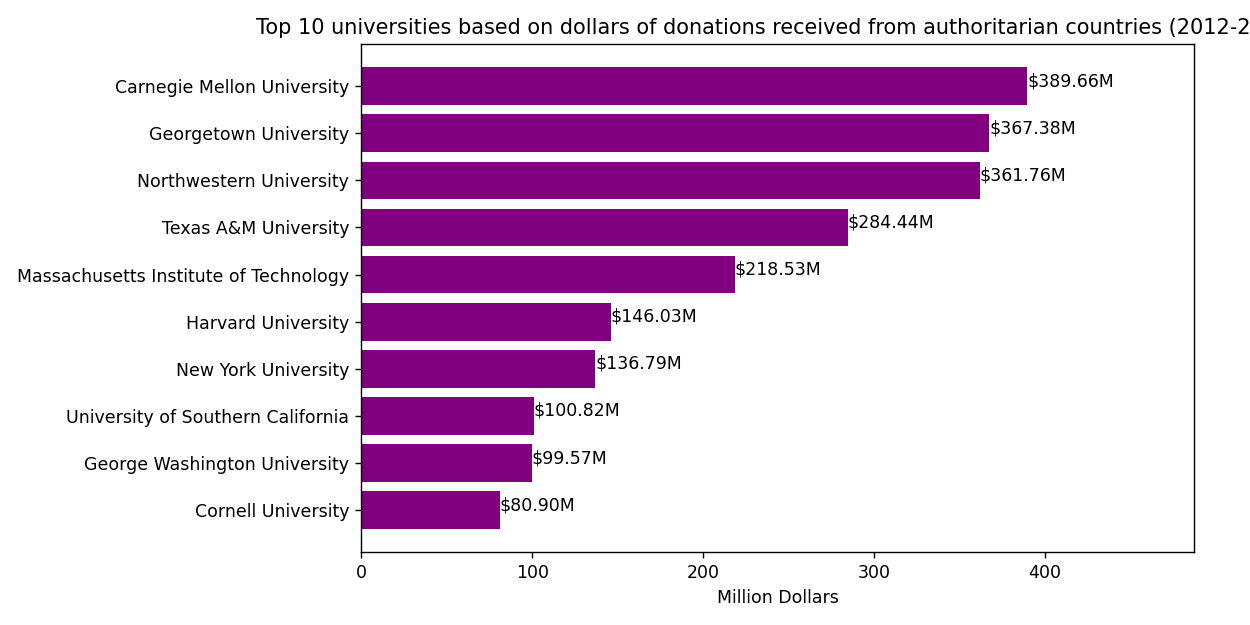 Top 10 universities based on dollars of donations received from authoritarian countries (2012-2
Carnegie Mellon University $389.66M
Georgetown University $367.38M
Northwestern University $361.76M
Texas A&M University $284.44M
Massachusetts Institute of Technology $218.53M
Harvard University $146.03M
New York University $136.79M
University of Southern California $100.82M
George Washington University $99.57M
Cornell University $80.90M
0 100 200 300 400
Million Dollars